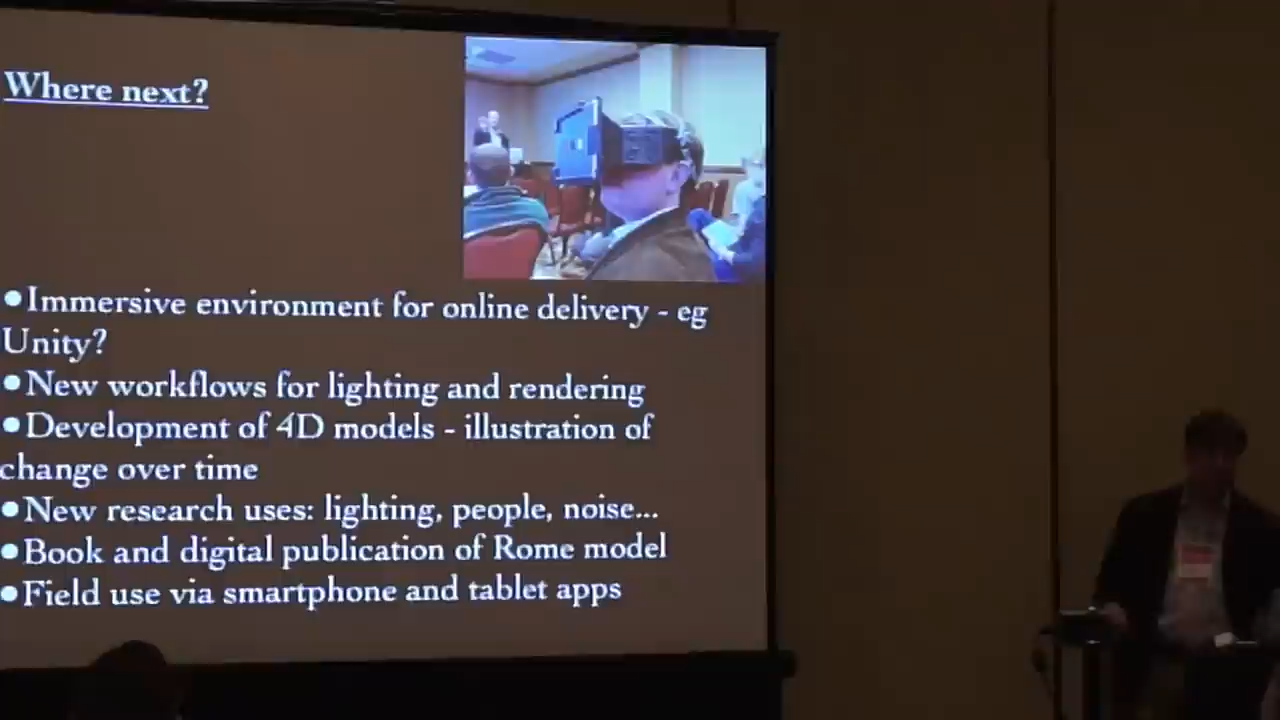 Where next?
•Immersive environment for online delivery - eg
Unity?
•New workflows for lighting and rendering
•Development of 4D models - illustration of
change over time
•New research uses: lighting, people, noise...
•Book and digital publication of Rome model
•Field use via smartphone and tablet apps